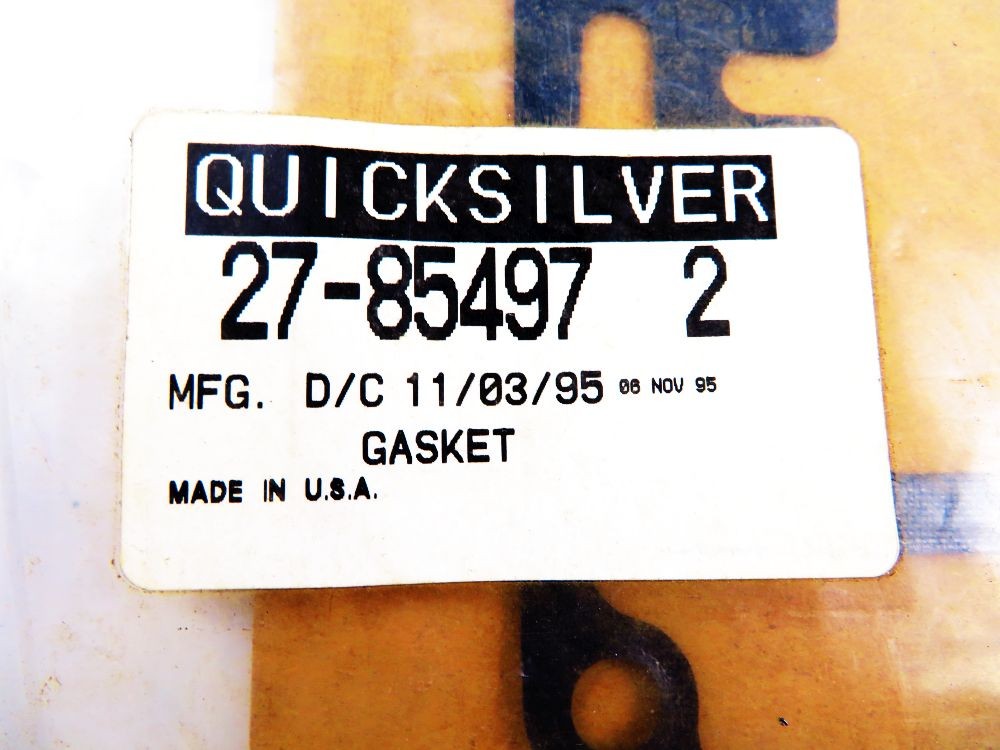 QUICKSILVER
27-85497 2
MFG. D/C 11/03/95 06 NOV 95
GASKET
MADE IN U.S.A.